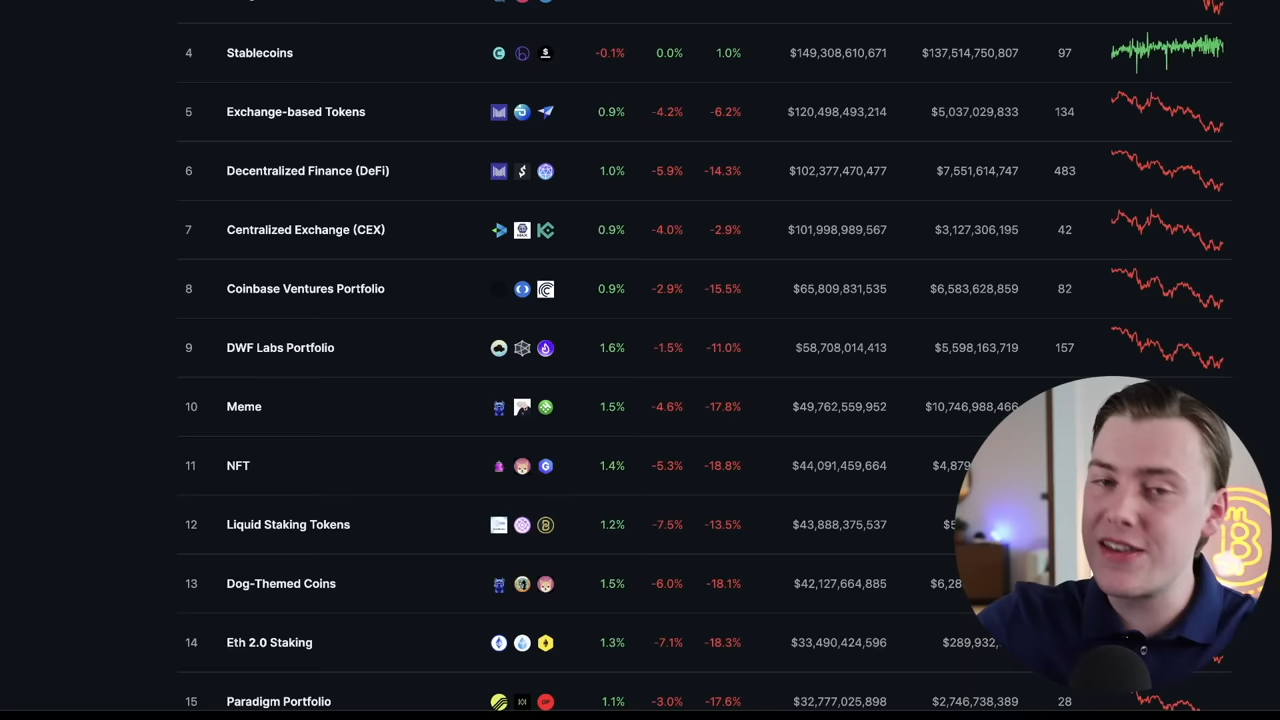 4 Stablecoins -0.1% 0.0% 1.0% $149,308,610,671 $137,514,750,807 97
5 Exchange-based Tokens 0.9% -4.2% -6.2% $120,498,493,214 $5,037,029,833 134
6 Decentralized Finance (DeFi) 1.0% -5.9% -14.3% $102,377,470,477 $7,551,614,747 483
7 Centralized Exchange (CEX) 0.9% -4.0% -2.9% $101,998,989,567 $3,127,306,195 42
8 Coinbase Ventures Portfolio 0.9% -2.9% -15.5% $65,809,831,535 $6,583,628,859 82
9 DWF Labs Portfolio 1.6% -1.5% -11.0% $58,708,014,413 $5,598,163,719 157
10 Meme 1.5% -4.6% -17.8% $49,762,559,952 $10,746,988,466
11 NFT 1.4% -5.3% -18.8% $44,091,459,664 $4,879
12 Liquid Staking Tokens 1.2% -7.5% -13.5% $43,888,375,537
13 Dog-Themed Coins 1.5% -6.0% -18.1% $42,127,664,885 $6,28
14 Eth 2.0 Staking 1.3% -7.1% -18.3% $33,490,424,596 $289,932,
15 Paradigm Portfolio 1.1% -3.0% -17.6% $32,777,025,898 $2,746,738,389 28